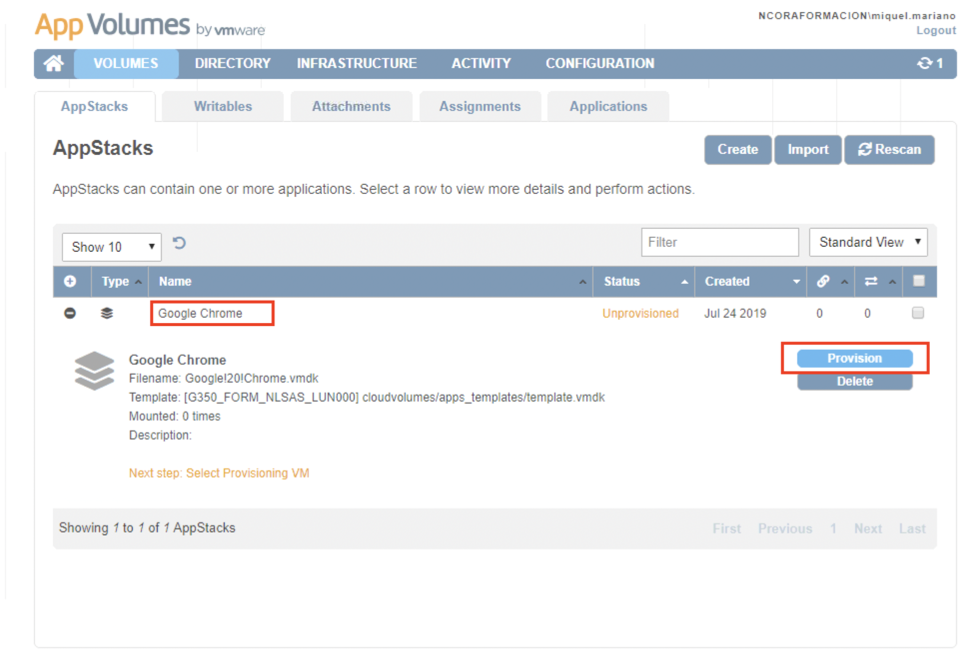 App Volumes by vmware
NCORAFORMACION\miquel.mariano
Logout
VOLUMES DIRECTORY INFRASTRUCTURE ACTIVITY CONFIGURATION 1
AppStacks Writables Attachments Assignments Applications
AppStacks
Create Import Rescan
AppStacks can contain one or more applications. Select a row to view more details and perform actions.
Show 10 Filter Standard View
Type Name Status Created
Google Chrome Unprovisioned Jul 24 2019 0 0
Google Chrome
Provision
Filename: Google!20!Chrome.vmdk
Delete
Template: [G350_FORM_NLSAS_LUN000] cloudvolumes/apps_templates/template.vmdk
Mounted: 0 times
Description:
Next step: Select Provisioning VM
Showing 1 to 1 of 1 AppStacks
First Previous 1 Next Last